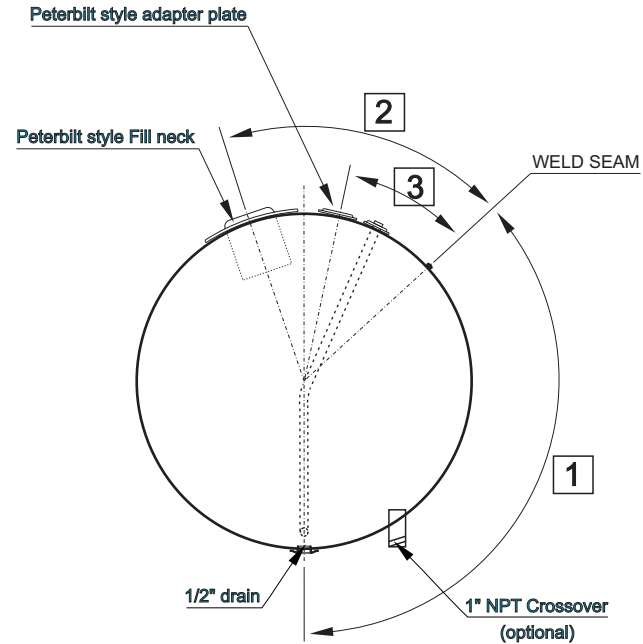 Peterbilt style adapter plate
2
Peterbilt style Fill neck
WELD SEAM
3
1
1/2" drain
1" NPT Crossover
(optional)